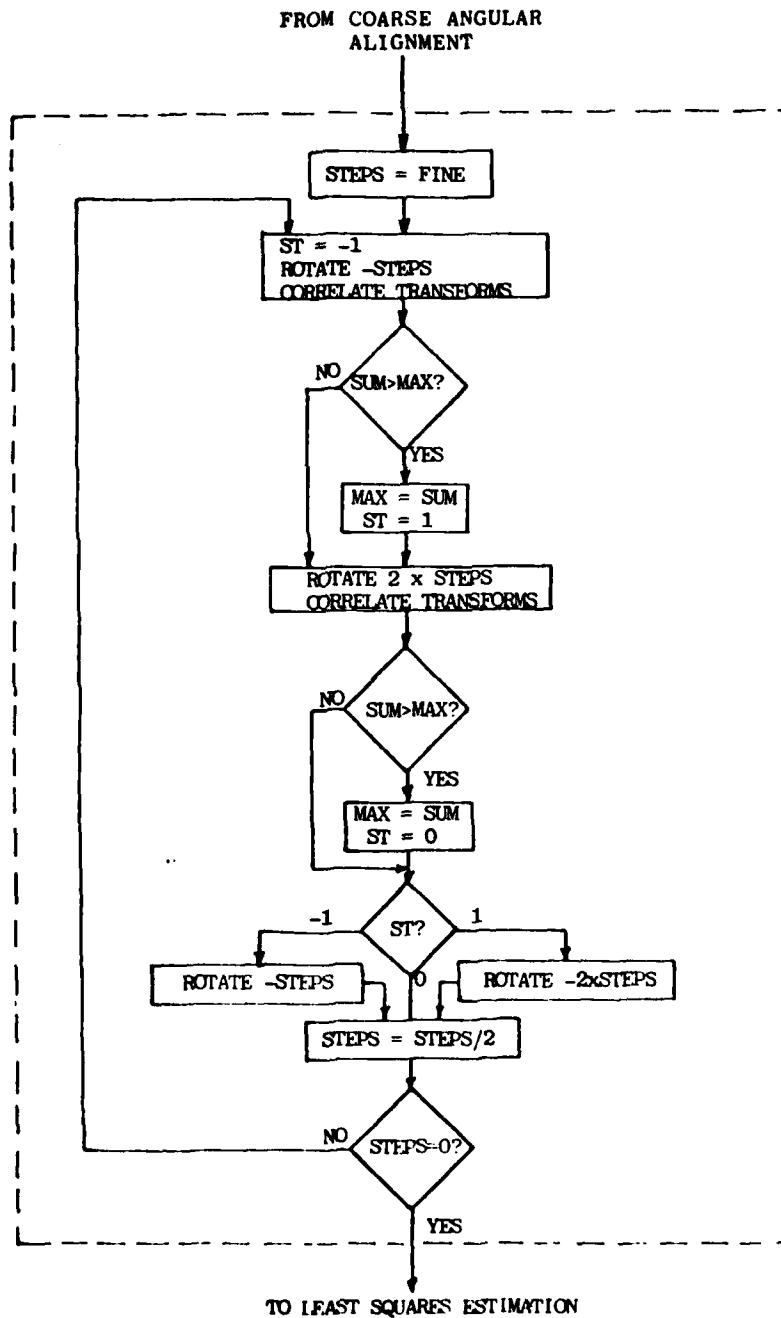 FROM COARSE ANGULAR
ALIGNMENT
STEPS = FINE
ST = -1
ROTATE -STEPS
CORRELATE TRANSFORMS
NO
SUM>MAX?
YES
MAX = SUM
ST = 1
ROTATE 2 x STEPS
CORRELATE TRANSFORMS
NO
SUM>MAX?
YES
MAX = SUM
ST = 0
-1
ST?
1
ROTATE -STEPS
0
ROTATE -2xSTEPS
STEPS = STEPS/2
NO
STEPS=0?
YES
TO LEAST SQUARES ESTIMATION